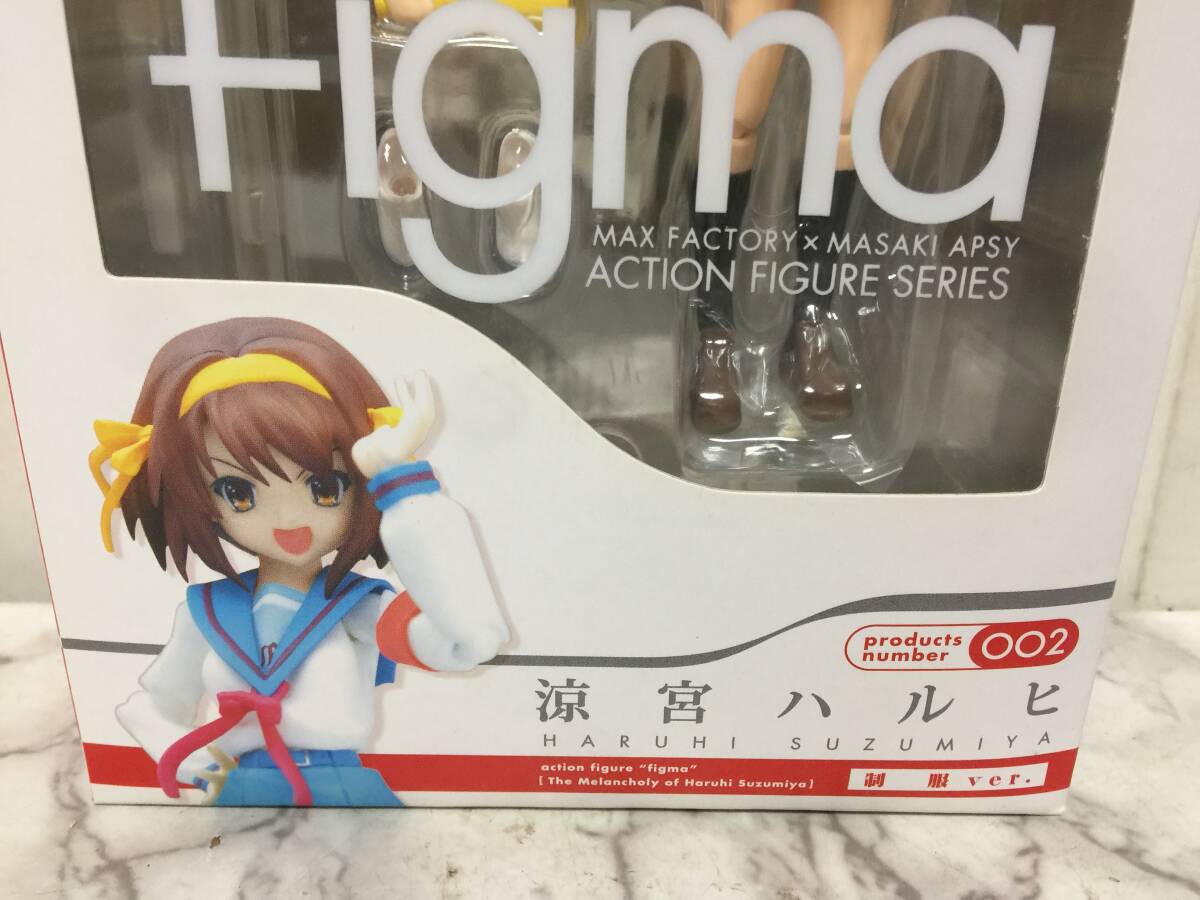 figma
MAX FACTORY×MASAKI APSY
ACTION FIGURE SERIES
products
number
002
涼宮ハルヒ
HARUHI SUZUMIYA
action figure "figma"
[The Melancholy of Haruhi Suzumiya]
制服ver.